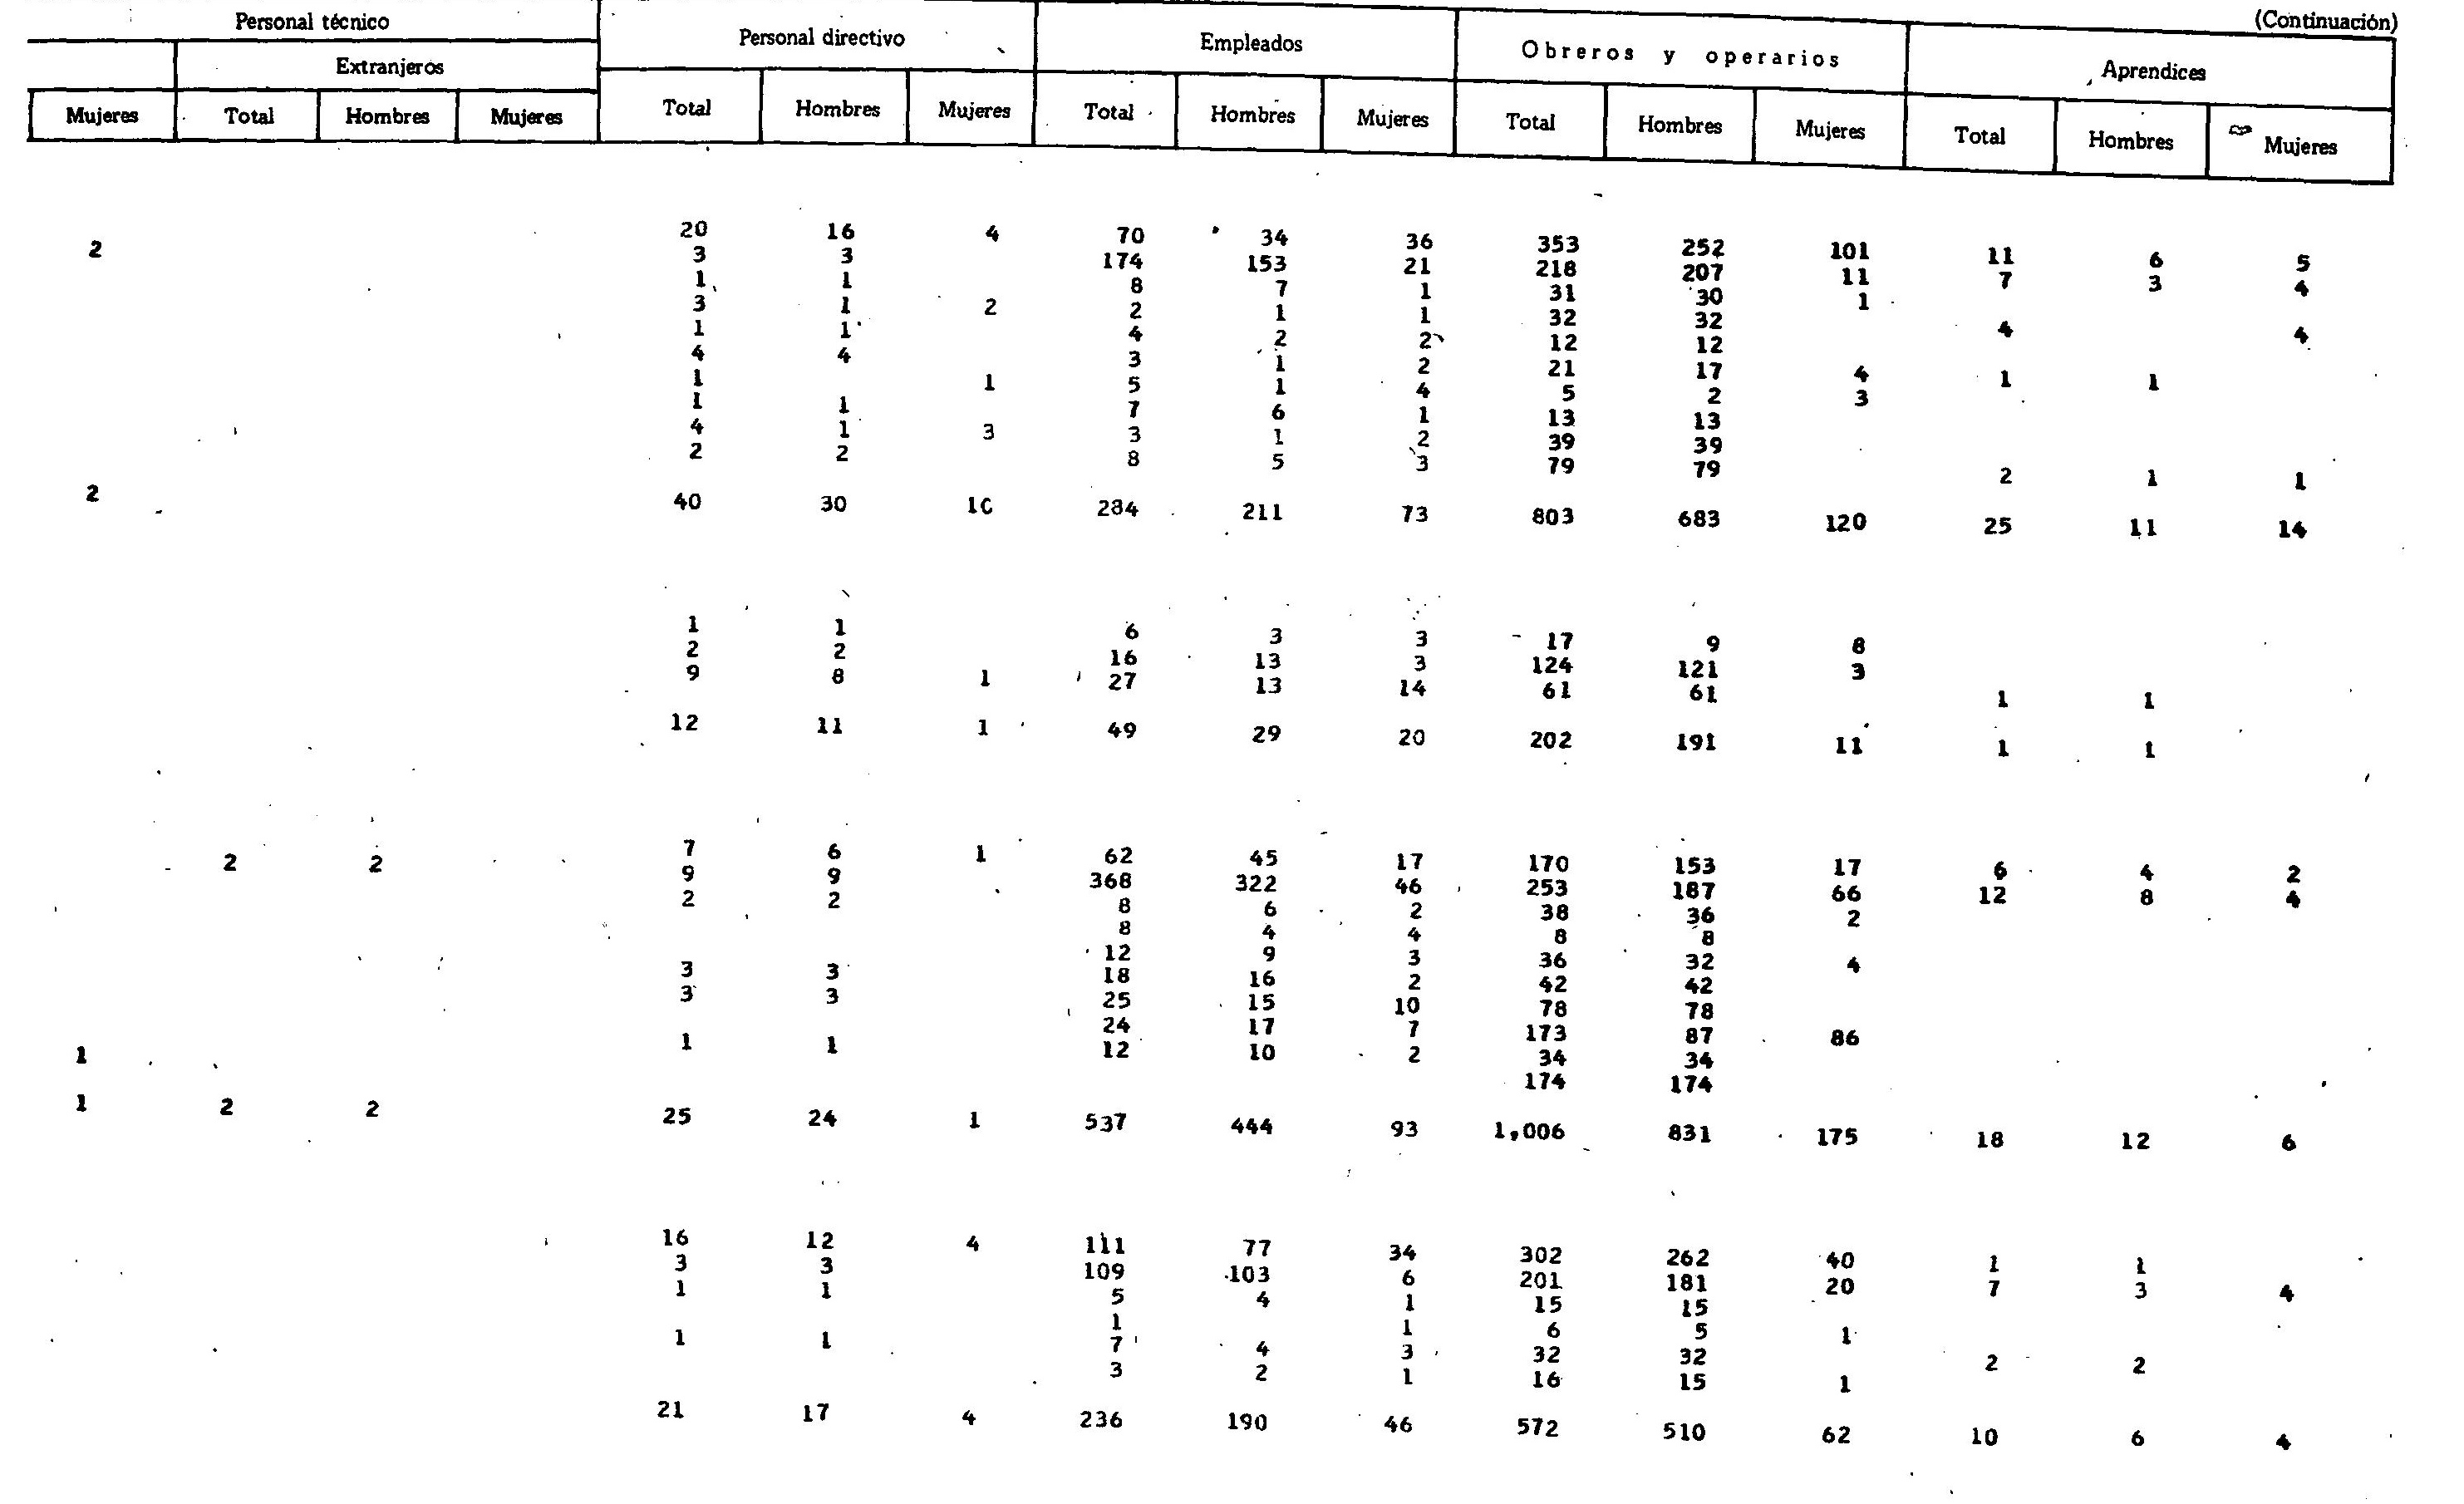 (Continuación)
Personal técnico Personal directivo Empleados Obreros y operarios Aprendices
Extranjeros
Mujeres Total Hombres Mujeres Total Hombres Mujeres Total Hombres Mujeres Total Hombres Mujeres Total Hombres Mujeres
20 16 4 70 34 36 353 252 101 11 6 5
2 3 3 174 153 21 218 207 11 7 3 4
1 1 8 7 1 31 30 1
3 1 2 2 1 1 32 32 4 4
1 1 4 2 2 12 12
4 4 3 1 2 21 17 4 1 1
1 1 5 1 4 5 2 3
1 1 7 6 1 13 13
4 1 3 3 1 2 39 39
2 2 8 5 3 79 79 2 1 1
2 40 30 10 284 211 73 803 683 120 25 11 14
1 1 6 3 3 17 9 8
2 2 16 13 3 124 121 3
9 8 1 27 13 14 61 61 1 1
12 11 1 49 29 20 202 191 11 1 1
7 6 1 62 45 17 170 153 17 6 4 2
2 2 9 9 368 322 46 253 187 66 12 8 4
2 2 8 6 2 38 36 2
8 4 4 8 8
12 9 3 36 32 4
3 3 18 16 2 42 42
3 3 25 15 10 78 78
24 17 7 173 87 86
1 1 1 12 10 2 34 34
174 174
1 2 2 25 24 1 537 444 93 1,006 831 175 18 12 6
16 12 4 111 77 34 302 262 40 1 1
3 3 109 103 6 201 181 20 7 3 4
1 1 5 4 1 15 15
1 1 6 5 1
1 1 7 4 3 32 32 2 2
3 2 1 16 15 1
21 17 4 236 190 46 572 510 62 10 6 4